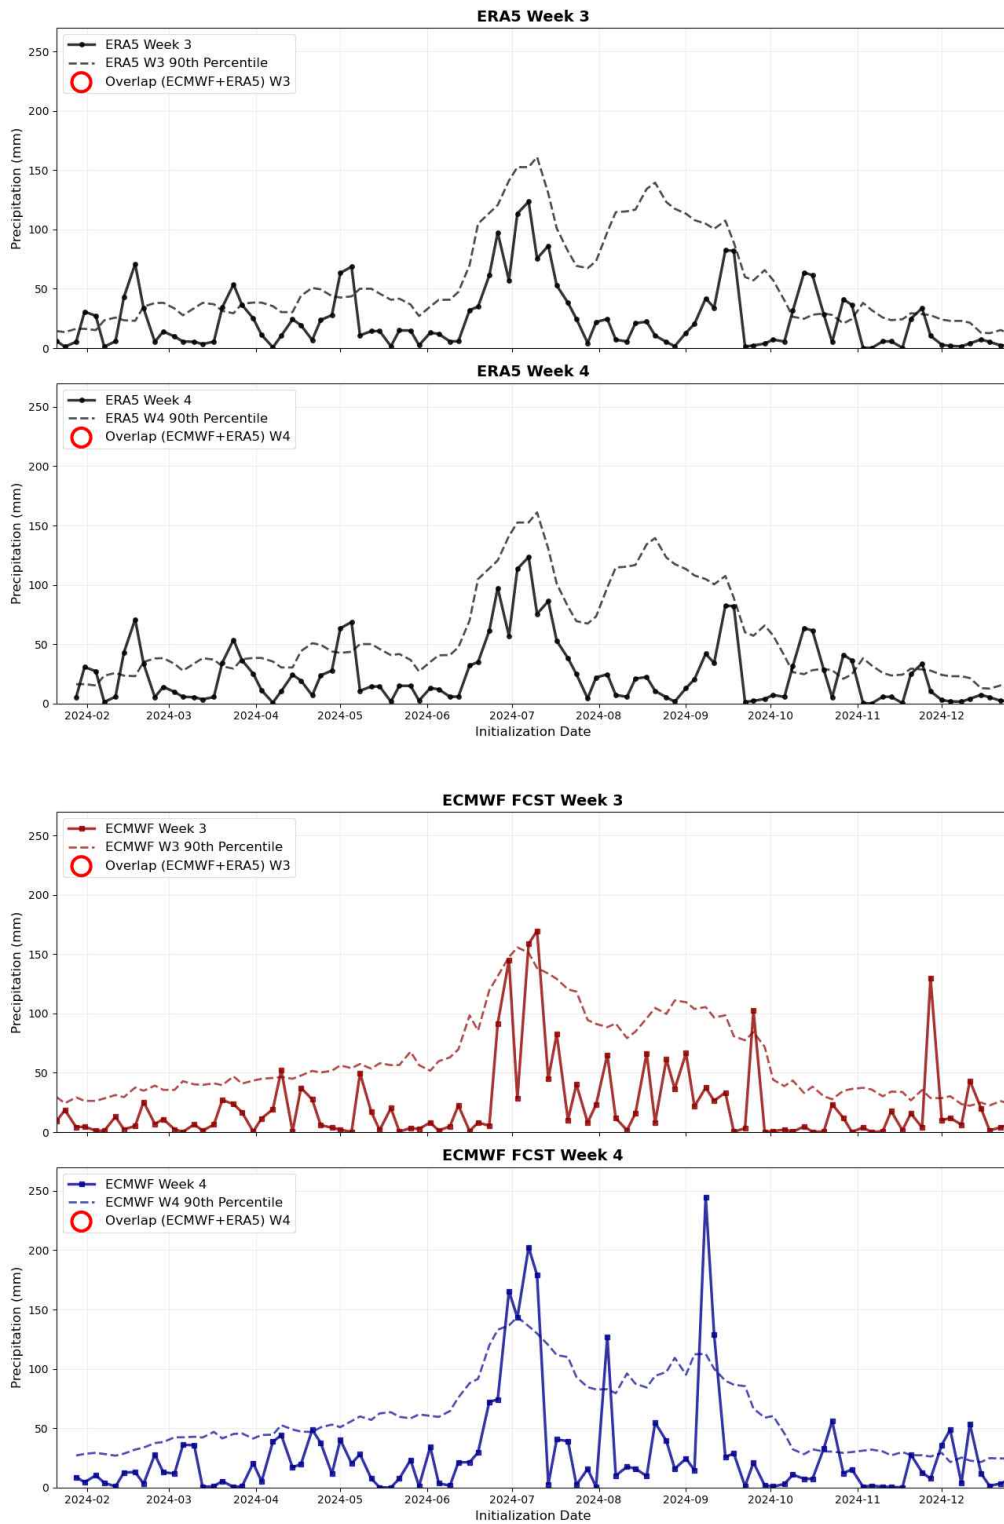 ERA5 Week 3
ERA5 Week 3
ERA5 W3 90th Percentile
Overlap (ECMWF+ERA5) W3
Precipitation (mm)
250
200
150
100
50
0
ERA5 Week 4
ERA5 Week 4
ERA5 W4 90th Percentile
Overlap (ECMWF+ERA5) W4
Precipitation (mm)
250
200
150
100
50
0
2024-02 2024-03 2024-04 2024-05 2024-06 2024-07 2024-08 2024-09 2024-10 2024-11 2024-12
Initialization Date
ECMWF FCST Week 3
ECMWF Week 3
ECMWF W3 90th Percentile
Overlap (ECMWF+ERA5) W3
Precipitation (mm)
250
200
150
100
50
0
ECMWF FCST Week 4
ECMWF Week 4
ECMWF W4 90th Percentile
Overlap (ECMWF+ERA5) W4
Precipitation (mm)
250
200
150
100
50
0
2024-02 2024-03 2024-04 2024-05 2024-06 2024-07 2024-08 2024-09 2024-10 2024-11 2024-12
Initialization Date